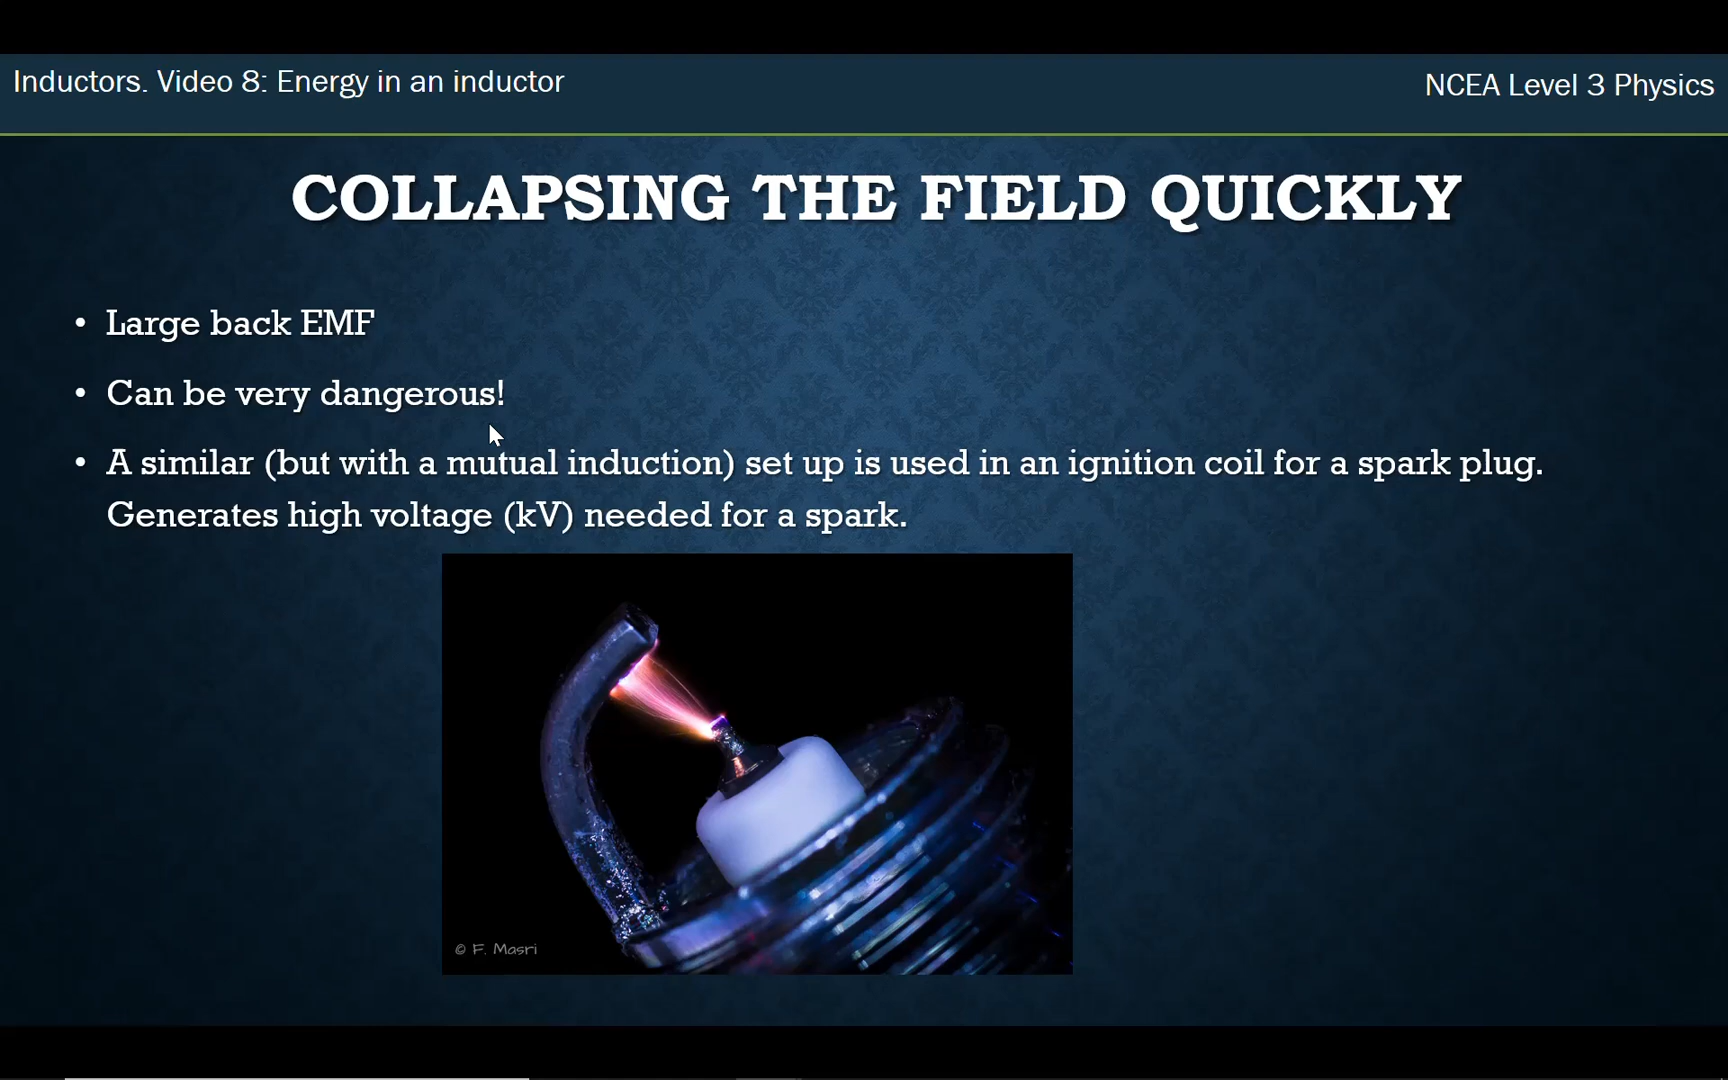 Inductors. Video 8: Energy in an inductor
NCEA Level 3 Physics
COLLAPSING THE FIELD QUICKLY
• Large back EMF
• Can be very dangerous!
• A similar (but with a mutual induction) set up is used in an ignition coil for a spark plug.
Generates high voltage (kV) needed for a spark.
© F. Masri